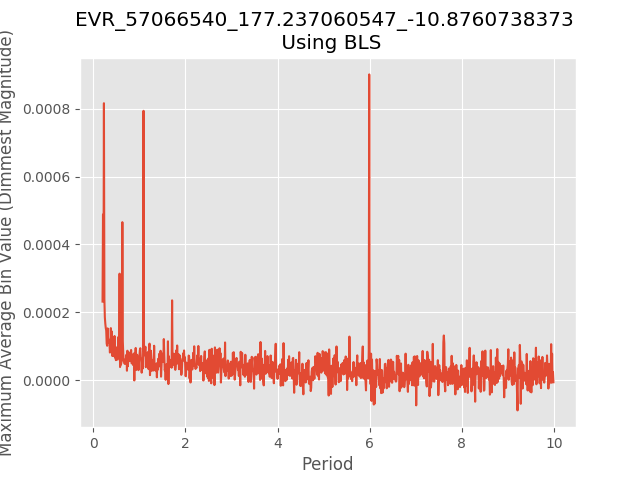 EVR_57066540_177.237060547_-10.8760738373
Using BLS
Maximum Average Bin Value (Dimmest Magnitude)
0.0008
0.0006
0.0004
0.0002
0.0000
0
2
4
6
8
10
Period